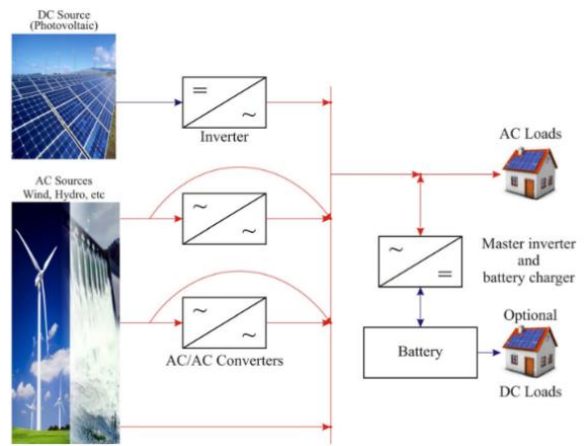 DC Source
(Photovoltaic)
=
~
Inverter
AC Sources
Wind, Hydro, etc
~
~
~
~
AC/AC Converters
AC Loads
~
=
Master inverter
and
battery charger
Battery
Optional
DC Loads